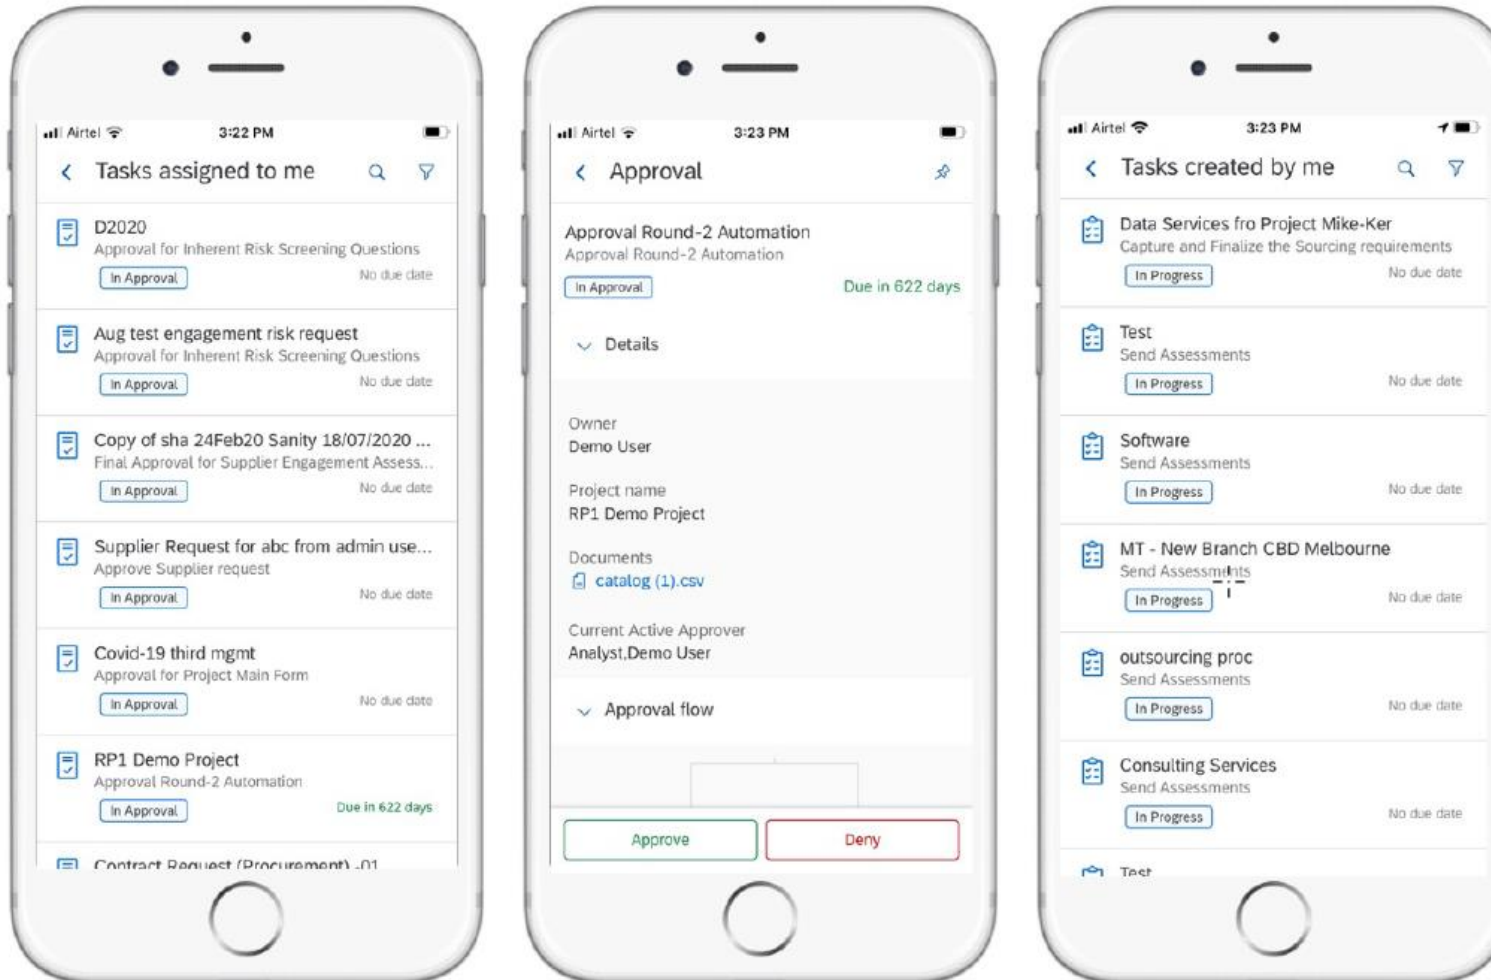 Airtel
3:22 PM
Tasks assigned to me
D2020
Approval for Inherent Risk Screening Questions
In Approval
No due date
Aug test engagement risk request
Approval for Inherent Risk Screening Questions
In Approval
No due date
Copy of sha 24Feb20 Sanity 18/07/2020 ...
Final Approval for Supplier Engagement Assess...
In Approval
No due date
Supplier Request for abc from admin use...
Approve Supplier request
In Approval
No due date
Covid-19 third mgmt
Approval for Project Main Form
In Approval
No due date
RP1 Demo Project
Approval Round-2 Automation
In Approval
Due in 622 days
Contract Request (Procurement) -01
Airtel
3:23 PM
Approval
Approval Round-2 Automation
Approval Round-2 Automation
In Approval
Due in 622 days
Details
Owner
Demo User
Project name
RP1 Demo Project
Documents
catalog (1).csv
Current Active Approver
Analyst,Demo User
Approval flow
Approve
Deny
Airtel
3:23 PM
Tasks created by me
Data Services fro Project Mike-Ker
Capture and Finalize the Sourcing requirements
In Progress
No due date
Test
Send Assessments
In Progress
No due date
Software
Send Assessments
In Progress
No due date
MT - New Branch CBD Melbourne
Send Assessments
In Progress
No due date
outsourcing proc
Send Assessments
In Progress
No due date
Consulting Services
Send Assessments
In Progress
No due date
Test